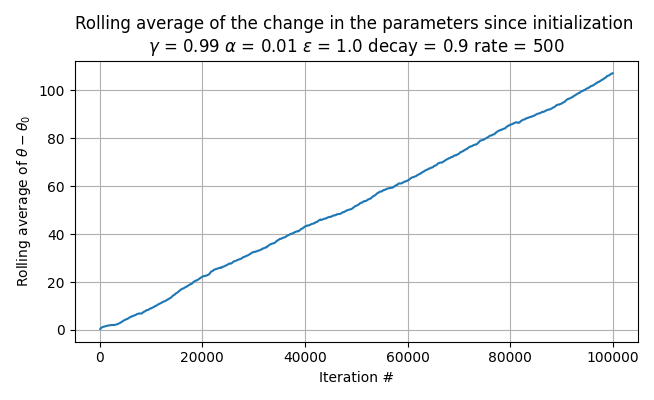 Rolling average of the change in the parameters since initialization
γ = 0.99 α = 0.01 ε = 1.0 decay = 0.9 rate = 500
Rolling average of θ − θ₀
100
80
60
40
20
0
0 20000 40000 60000 80000 100000
Iteration #